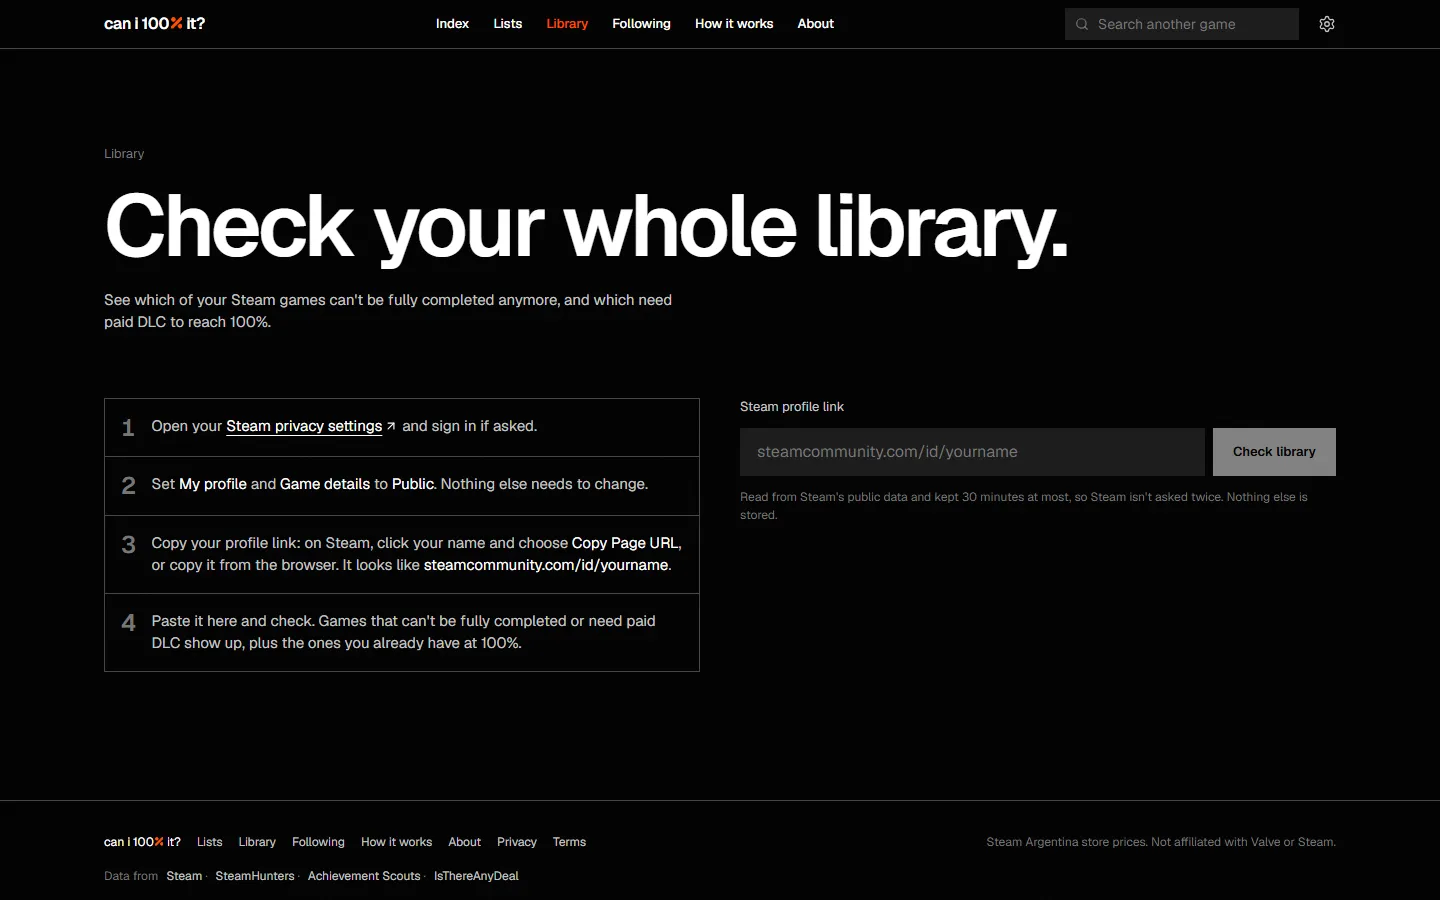 can i 100% it?
Index Lists Library Following How it works About
Search another game
Library
Check your whole library.
See which of your Steam games can't be fully completed anymore, and which need
paid DLC to reach 100%.
1 Open your Steam privacy settings ↗ and sign in if asked.
2 Set My profile and Game details to Public. Nothing else needs to change.
3 Copy your profile link: on Steam, click your name and choose Copy Page URL,
or copy it from the browser. It looks like steamcommunity.com/id/yourname.
4 Paste it here and check. Games that can't be fully completed or need paid
DLC show up, plus the ones you already have at 100%.
Steam profile link
steamcommunity.com/id/yourname
Check library
Read from Steam's public data and kept 30 minutes at most, so Steam isn't asked twice. Nothing else is
stored.
can i 100% it? Lists Library Following How it works About Privacy Terms
Steam Argentina store prices. Not affiliated with Valve or Steam.
Data from Steam · SteamHunters · Achievement Scouts · IsThereAnyDeal